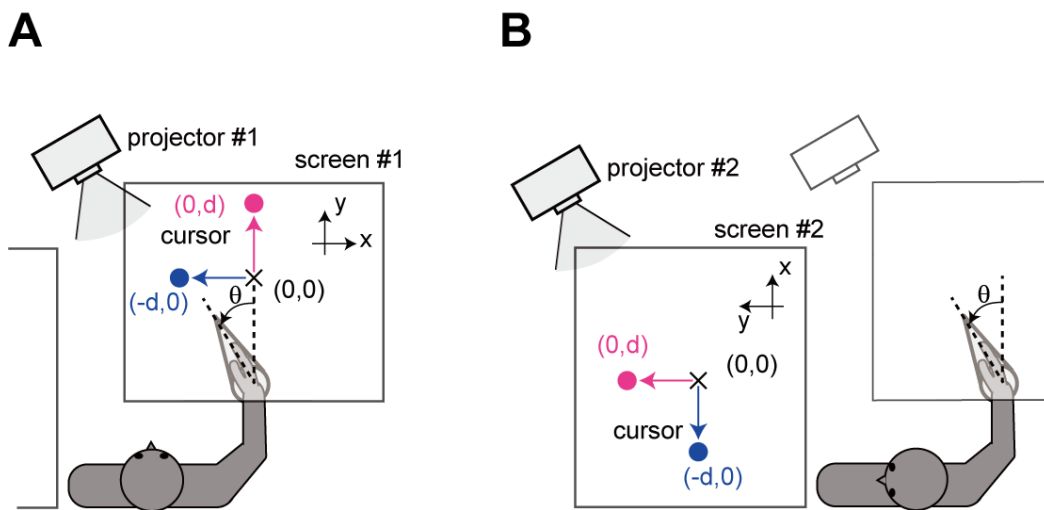 A
projector #1
screen #1
(0,d)
cursor
y
x
(-d,0)
(0,0)
θ
B
projector #2
screen #2
x
y
θ
(0,d)
(0,0)
cursor
(-d,0)